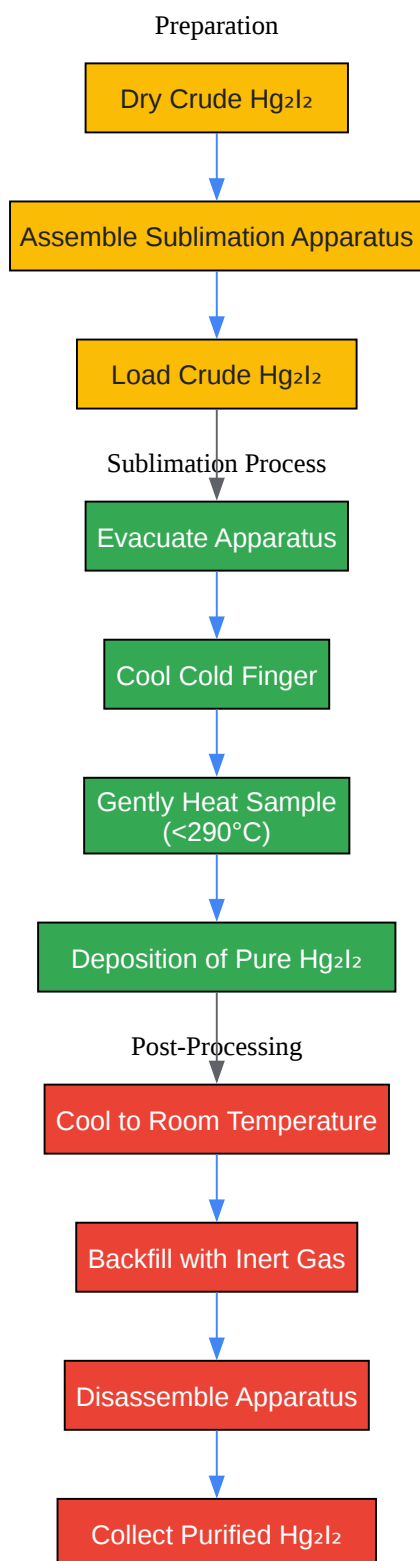 Preparation
Dry Crude Hg₂I₂
Assemble Sublimation Apparatus
Load Crude Hg₂I₂
Sublimation Process
Evacuate Apparatus
Cool Cold Finger
Gently Heat Sample
(<290°C)
Deposition of Pure Hg₂I₂
Post-Processing
Cool to Room Temperature
Backfill with Inert Gas
Disassemble Apparatus
Collect Purified Hg₂I₂